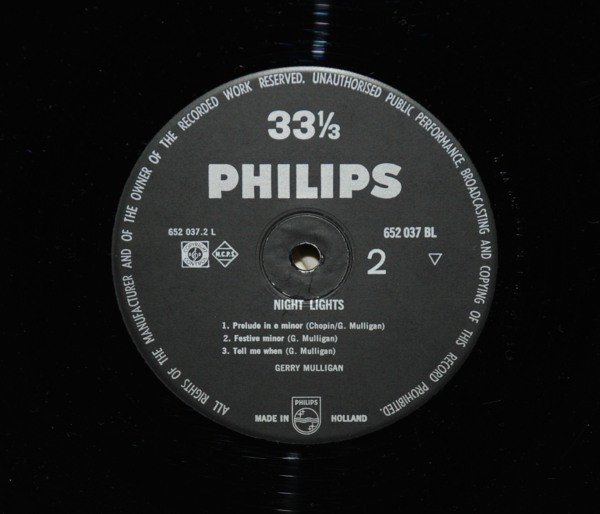 ALL RIGHTS OF THE MANUFACTURER AND OF THE OWNER OF THE RECORDED WORK RESERVED. UNAUTHORISED PUBLIC PERFORMANCE, BROADCASTING AND COPYING OF THIS RECORD PROHIBITED.
33⅓
PHILIPS
652 037.2 L
652 037 BL
M.C.P.S.
2
NIGHT LIGHTS
1. Prelude in e minor (Chopin/G. Mulligan)
2. Festive minor (G. Mulligan)
3. Tell me when (G. Mulligan)
GERRY MULLIGAN
PHILIPS
MADE IN HOLLAND